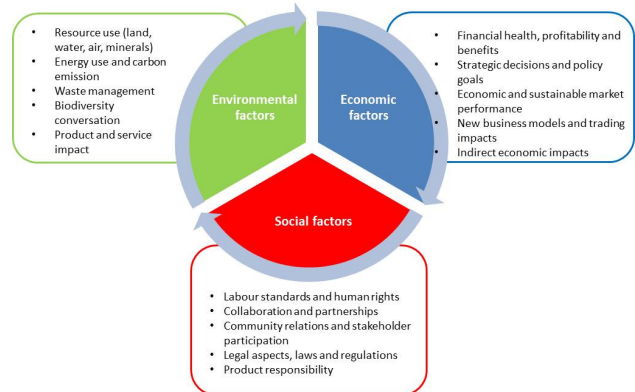 • Resource use (land,
water, air, minerals)
• Energy use and carbon
emission
• Waste management
• Biodiversity
conversation
• Product and service
impact
Environmental
factors
Economic
factors
• Financial health, profitability and
benefits
• Strategic decisions and policy
goals
• Economic and sustainable market
performance
• New business models and trading
impacts
• Indirect economic impacts
Social factors
• Labour standards and human rights
• Collaboration and partnerships
• Community relations and stakeholder
participation
• Legal aspects, laws and regulations
• Product responsibility